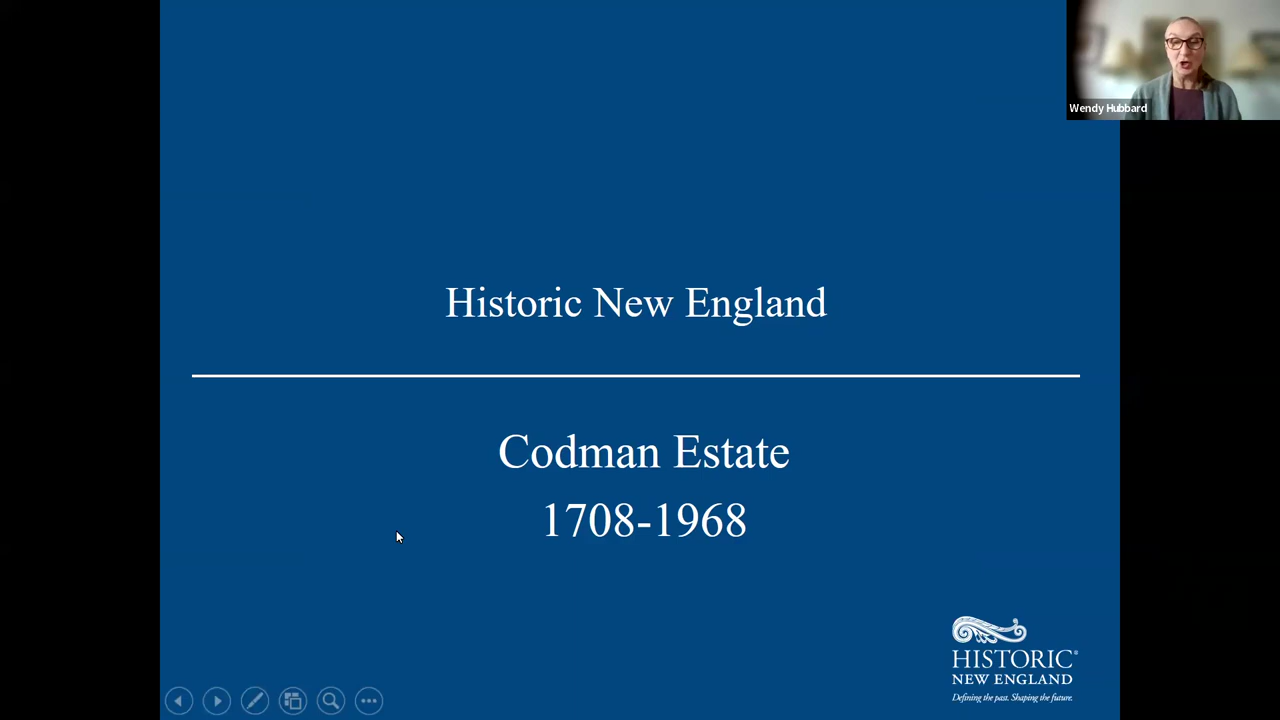 Wendy Hubbard
Historic New England
Codman Estate
1708-1968
HISTORIC®
NEW ENGLAND
Defining the past. Shaping the future.